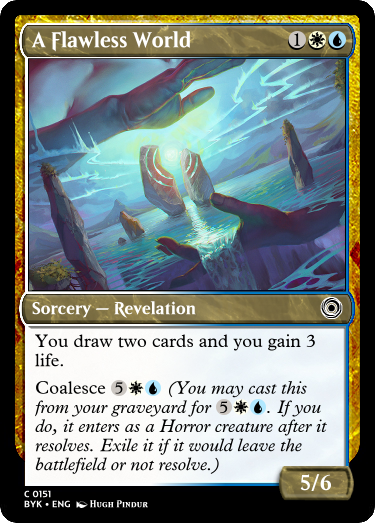 A Flawless World 1
Sorcery — Revelation
You draw two cards and you gain 3
life.
Coalesce 5 (You may cast this
from your graveyard for 5. If you
do, it enters as a Horror creature after it
resolves. Exile it if it would leave the
battlefield or not resolve.)
5/6
C 0151
BYK • ENG Hugh Pindur